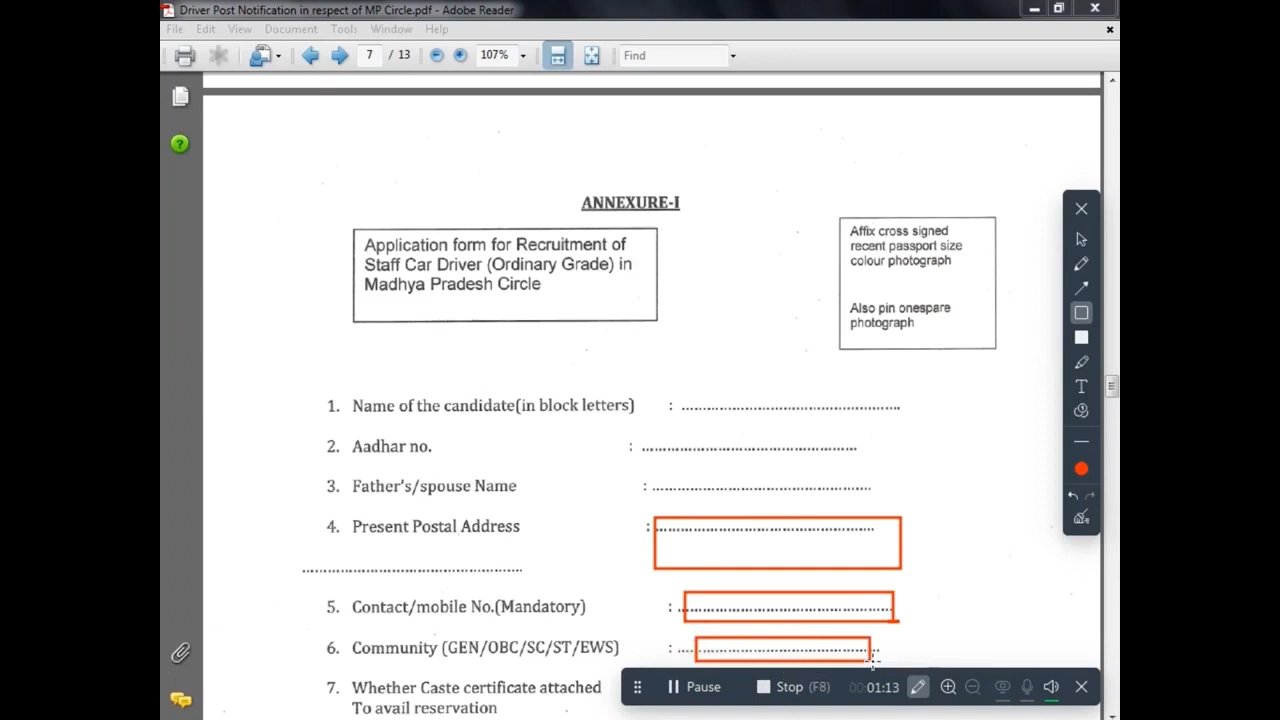 Driver Post Notification in respect of MP Circle.pdf - Adobe Reader
File Edit View Document Tools Window Help
7 / 13 107% Find
ANNEXURE-I
Application form for Recruitment of
Staff Car Driver (Ordinary Grade) in
Madhya Pradesh Circle
Affix cross signed
recent passport size
colour photograph
Also pin onespare
photograph
1. Name of the candidate(in block letters) : ........................................
2. Aadhar no. : ........................................
3. Father's/spouse Name : ........................................
4. Present Postal Address : ........................................
........................................
5. Contact/mobile No.(Mandatory) : ........................................
6. Community (GEN/OBC/SC/ST/EWS) : ........................................
7. Whether Caste certificate attached
To avail reservation
Pause Stop (F8) 00:01:13